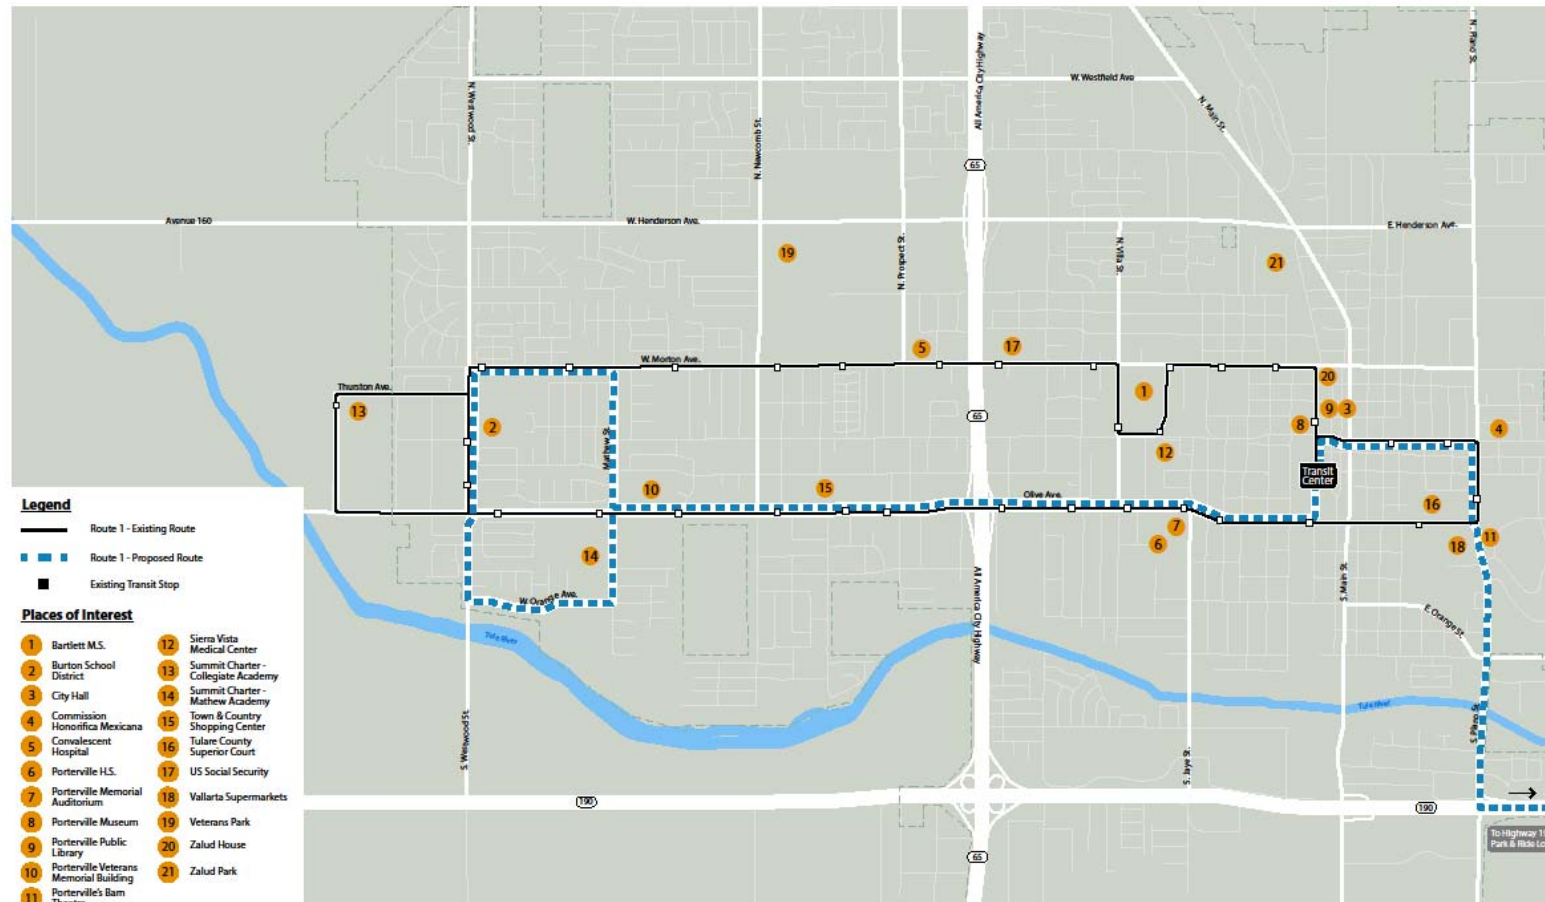 N. Plano St.
All America City Highway
W. Westfield Ave
N. Westwood St.
N. Main St.
N. Newcomb St.
65
Avenue 160
W. Henderson Ave.
E. Henderson Ave.
N. Prospect St.
N. Villa St.
19
21
5
17
W. Morton Ave.
Thurston Ave.
20
1
13
9
3
65
2
8
4
Mathew St.
12
Transit
Center
10
15
Olive Ave.
16
7
11
6
18
14
W. Orange Ave.
S. Main St.
All America City Highway
E. Orange St.
Tule River
Tule River
S. Plano St.
S. Westwood St.
S. Jaye St.
190
190
To Highway 19
Park & Ride Lo
65
Legend
Route 1 - Existing Route
Route 1 - Proposed Route
Existing Transit Stop
Places of Interest
1 Bartlett M.S.
2 Burton School
District
3 City Hall
4 Commission
Honorifica Mexicana
5 Convalescent
Hospital
6 Porterville H.S.
7 Porterville Memorial
Auditorium
8 Porterville Museum
9 Porterville Public
Library
10 Porterville Veterans
Memorial Building
11 Porterville's Barn
12 Sierra Vista
Medical Center
13 Summit Charter -
Collegiate Academy
14 Summit Charter -
Mathew Academy
15 Town & Country
Shopping Center
16 Tulare County
Superior Court
17 US Social Security
18 Vallarta Supermarkets
19 Veterans Park
20 Zalud House
21 Zalud Park